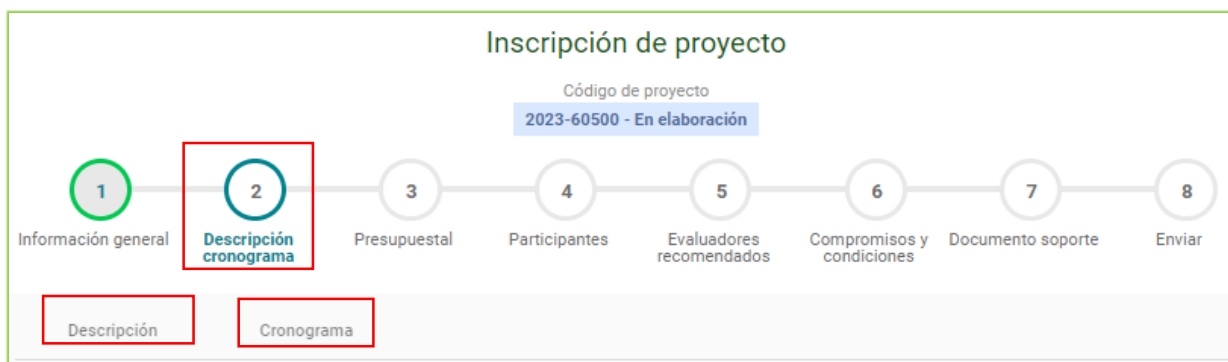 Inscripción de proyecto
Código de proyecto
2023-60500 - En elaboración
1
2
3
4
5
6
7
8
Información general
Descripción
cronograma
Presupuestal
Participantes
Evaluadores
recomendados
Compromisos y
condiciones
Documento soporte
Enviar
Descripción
Cronograma